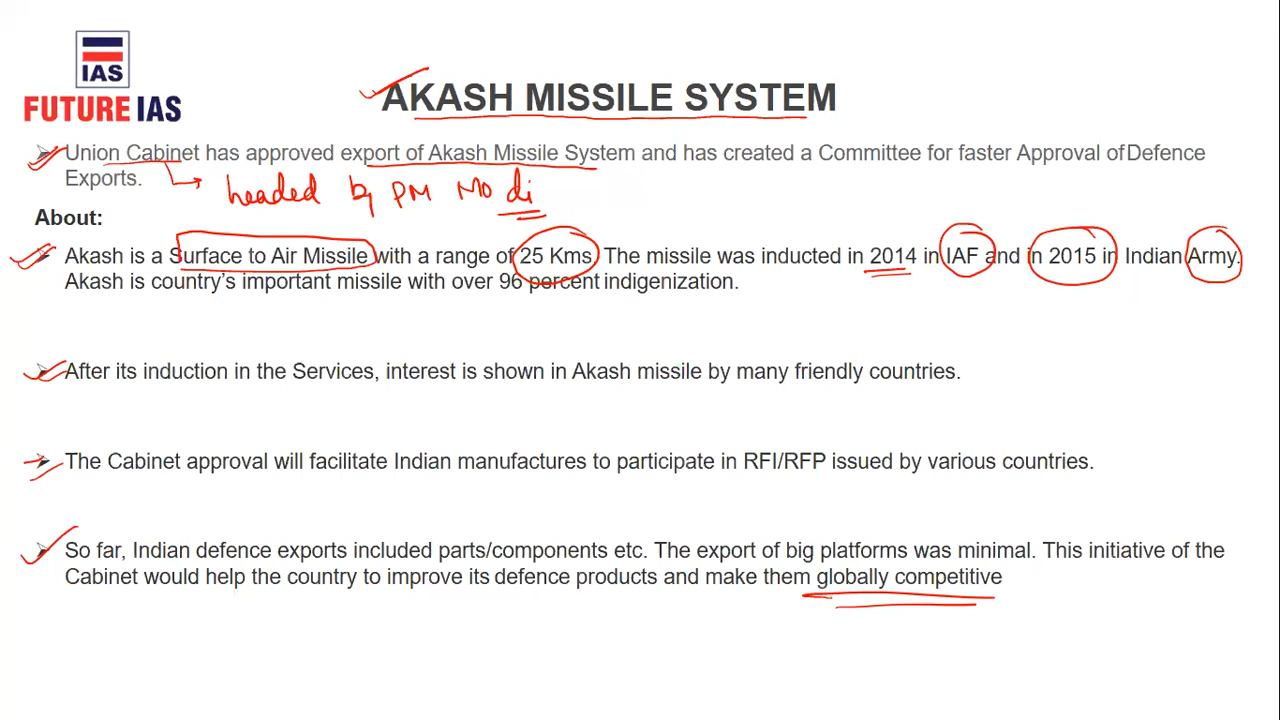 IAS
FUTURE IAS
AKASH MISSILE SYSTEM
Union Cabinet has approved export of Akash Missile System and has created a Committee for faster Approval of Defence
Exports.
headed by PM Modi
About:
Akash is a Surface to Air Missile with a range of 25 Kms. The missile was inducted in 2014 in IAF and in 2015 in Indian Army.
Akash is country's important missile with over 96 percent indigenization.
After its induction in the Services, interest is shown in Akash missile by many friendly countries.
The Cabinet approval will facilitate Indian manufactures to participate in RFI/RFP issued by various countries.
So far, Indian defence exports included parts/components etc. The export of big platforms was minimal. This initiative of the
Cabinet would help the country to improve its defence products and make them globally competitive